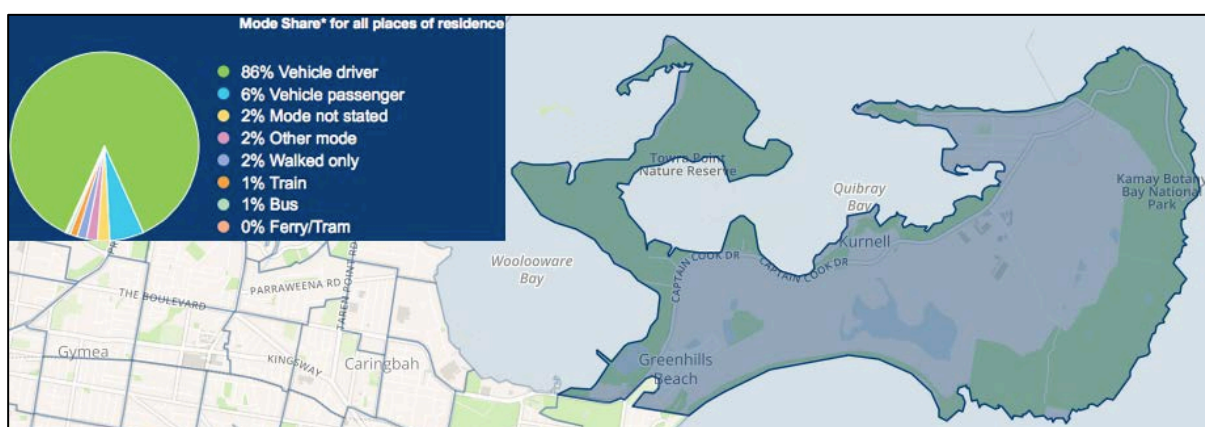 Mode Share* for all places of residence
86% Vehicle driver
6% Vehicle passenger
2% Mode not stated
2% Other mode
2% Walked only
1% Train
1% Bus
0% Ferry/Tram
Towra Point
Nature Reserve
Quibray
Bay
Kamay Botany
Bay National
Park
Kurnell
Woolooware
Bay
CAPTAIN COOK DR
CAPTAIN COOK DR
PARRAWEENA RD
TAREN POINT RD
THE BOULEVARD
Gymea
KINGSWAY
Caringbah
Greenhills
Beach